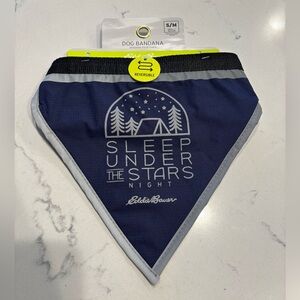 S/M
DOG BANDANA
REVERSIBLE
SLEEP
UNDER
THE STARS
NIGHT
Eddie Bauer